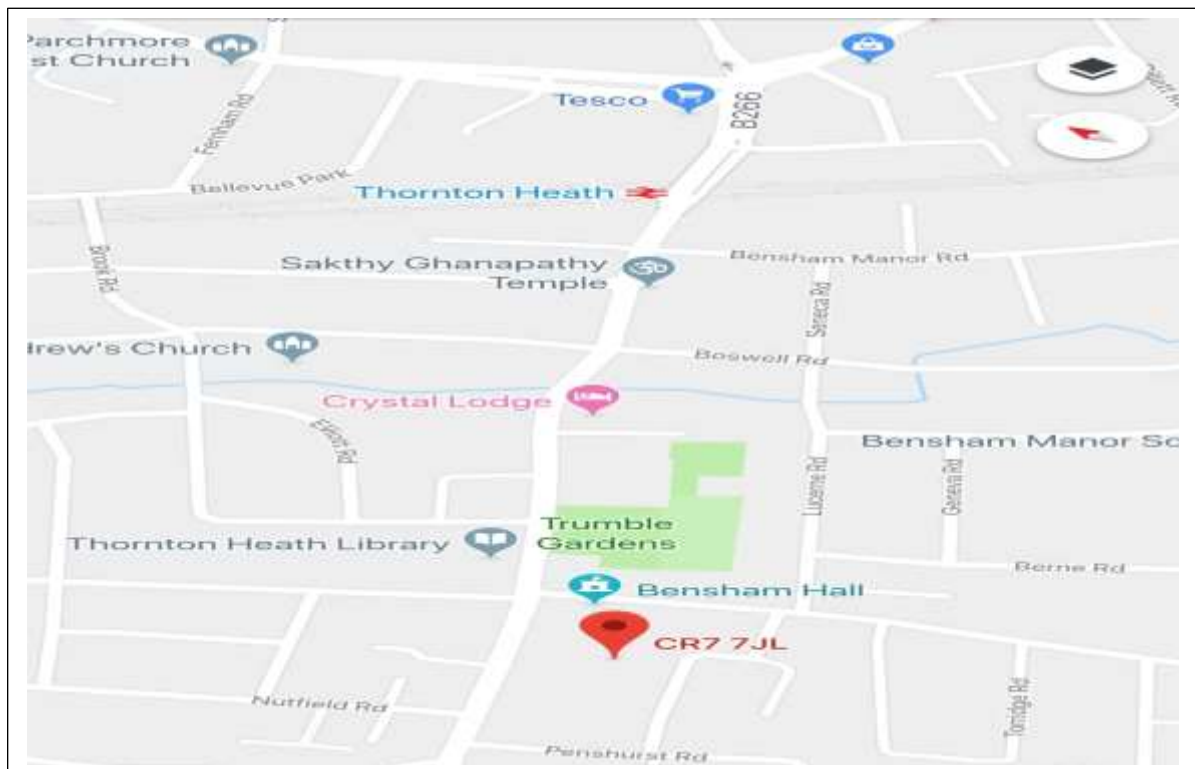 Parchmore
st Church
Tesco
B266
Fernham Rd
Bellevue Park
Thornton Heath
Bensham Manor Rd
Sakthy Ghanapathy
Temple
Brook Rd
Seneca Rd
drew's Church
Boswell Rd
Crystal Lodge
Elliott Rd
Bensham Manor Sc
Lucerne Rd
Geneva Rd
Thornton Heath Library
Trumble
Gardens
Berne Rd
Bensham Hall
CR7 7JL
Nutfield Rd
Torridge Rd
Penshurst Rd